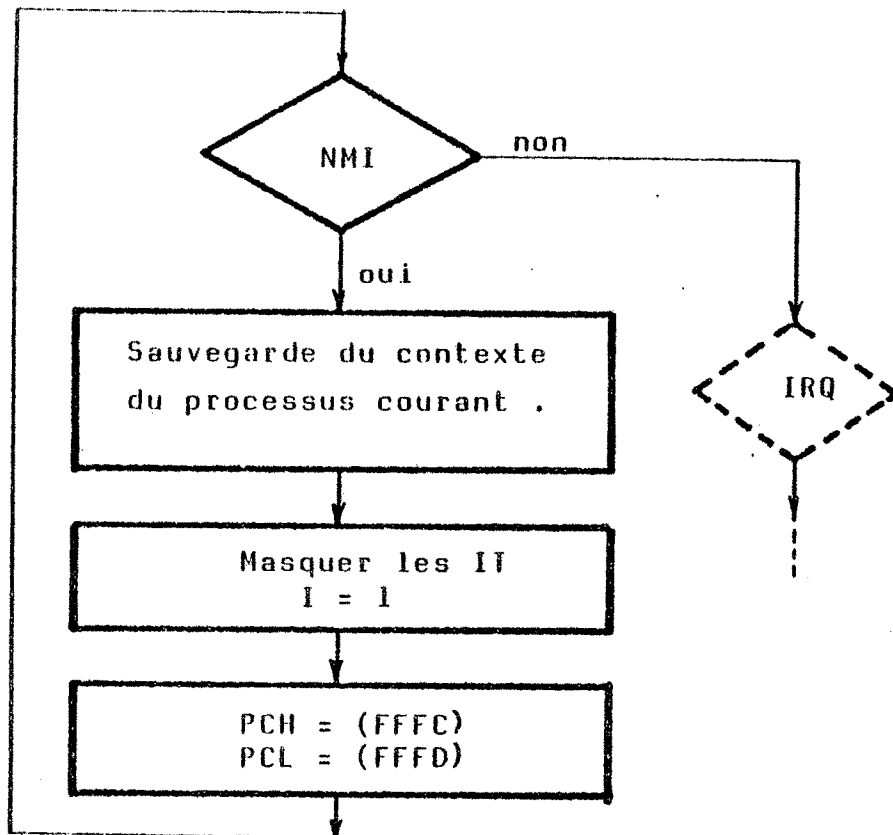 NMI
non
oui
Sauvegarde du contexte
du processus courant .
IRQ
Masquer les IT
I = 1
PCH = (FFFC)
PCL = (FFFD)